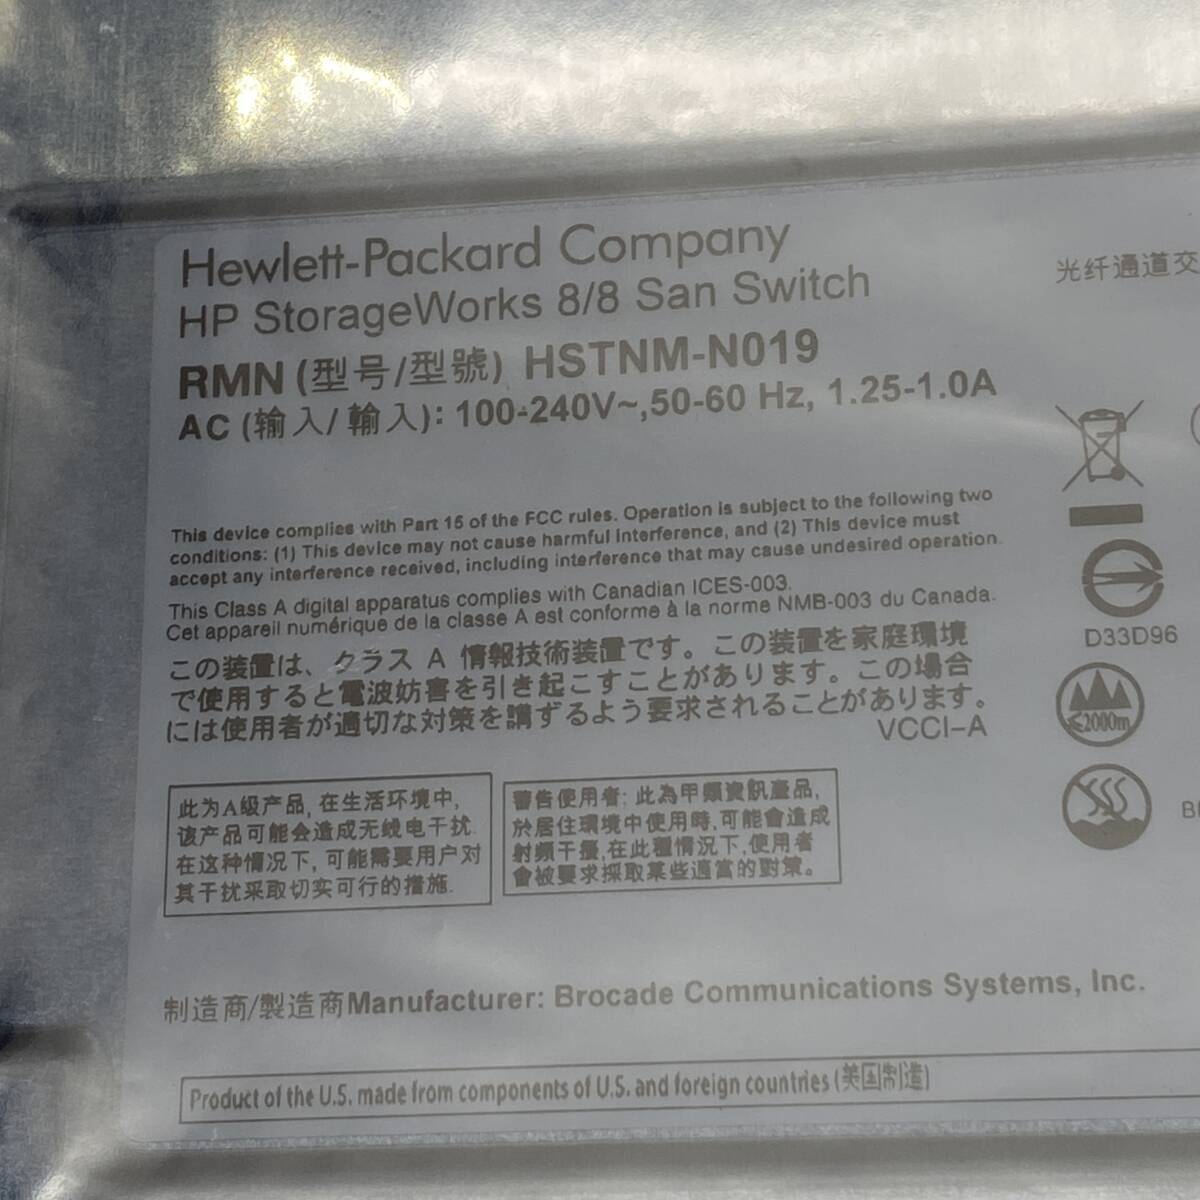 Hewlett-Packard Company
HP StorageWorks 8/8 San Switch
RMN (型号/型號) HSTNM-N019
AC (输入/輸入): 100-240V~,50-60 Hz, 1.25-1.0A
光纤通道交
This device complies with Part 15 of the FCC rules. Operation is subject to the following two
conditions: (1) This device may not cause harmful interference, and (2) This device must
accept any interference received, including interference that may cause undesired operation.
This Class A digital apparatus complies with Canadian ICES-003.
Cet appareil numérique de la classe A est conforme à la norme NMB-003 du Canada.
この装置は、クラス A 情報技術装置です。この装置を家庭環境
で使用すると電波妨害を引き起こすことがあります。この場合
には使用者が適切な対策を講ずるよう要求されることがあります。
VCCI-A
D33D96
≤2000m
此为A级产品, 在生活环境中,
该产品可能会造成无线电干扰.
在这种情况下, 可能需要用户对
其干扰采取切实可行的措施.
警告使用者: 此為甲類資訊產品,
於居住環境中使用時,可能會造成
射頻干擾,在此種情況下,使用者
會被要求採取某些適當的對策。
制造商/製造商Manufacturer: Brocade Communications Systems, Inc.
Product of the U.S. made from components of U.S. and foreign countries (美国制造)